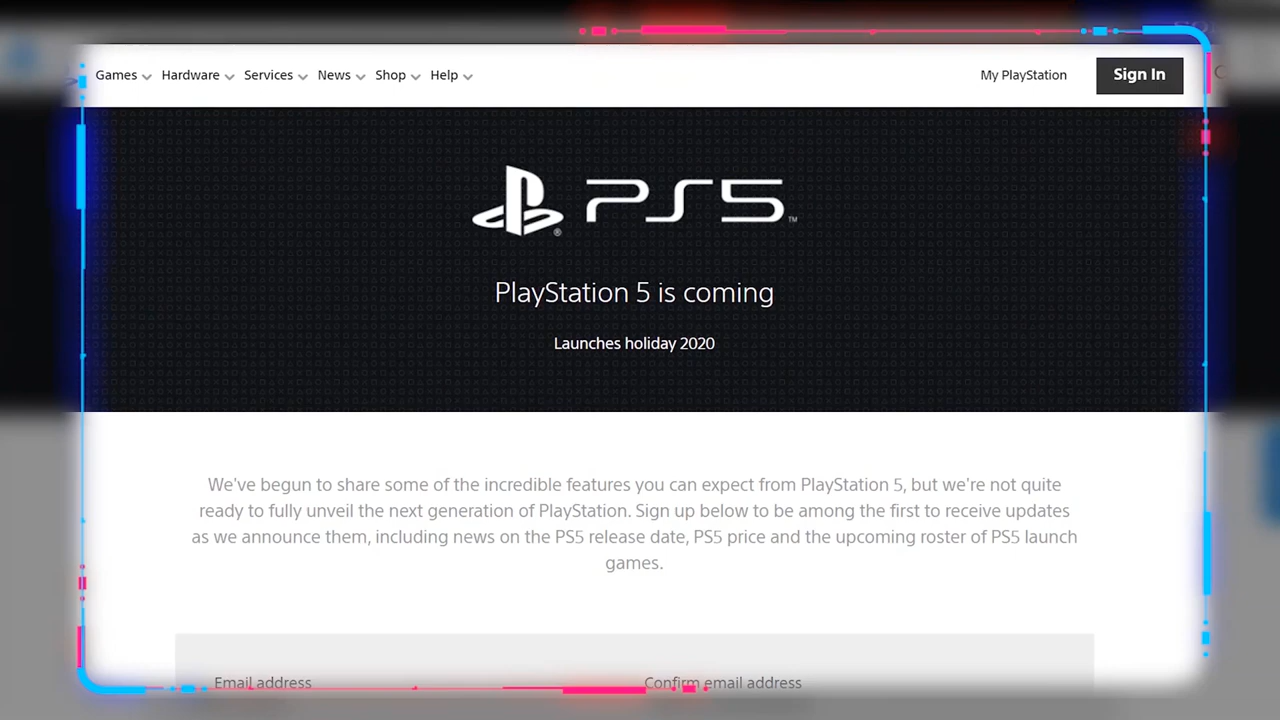 Games Hardware Services News Shop Help My PlayStation Sign In
PS5™
PlayStation 5 is coming
Launches holiday 2020
We've begun to share some of the incredible features you can expect from PlayStation 5, but we're not quite
ready to fully unveil the next generation of PlayStation. Sign up below to be among the first to receive updates
as we announce them, including news on the PS5 release date, PS5 price and the upcoming roster of PS5 launch
games.
Email address Confirm email address